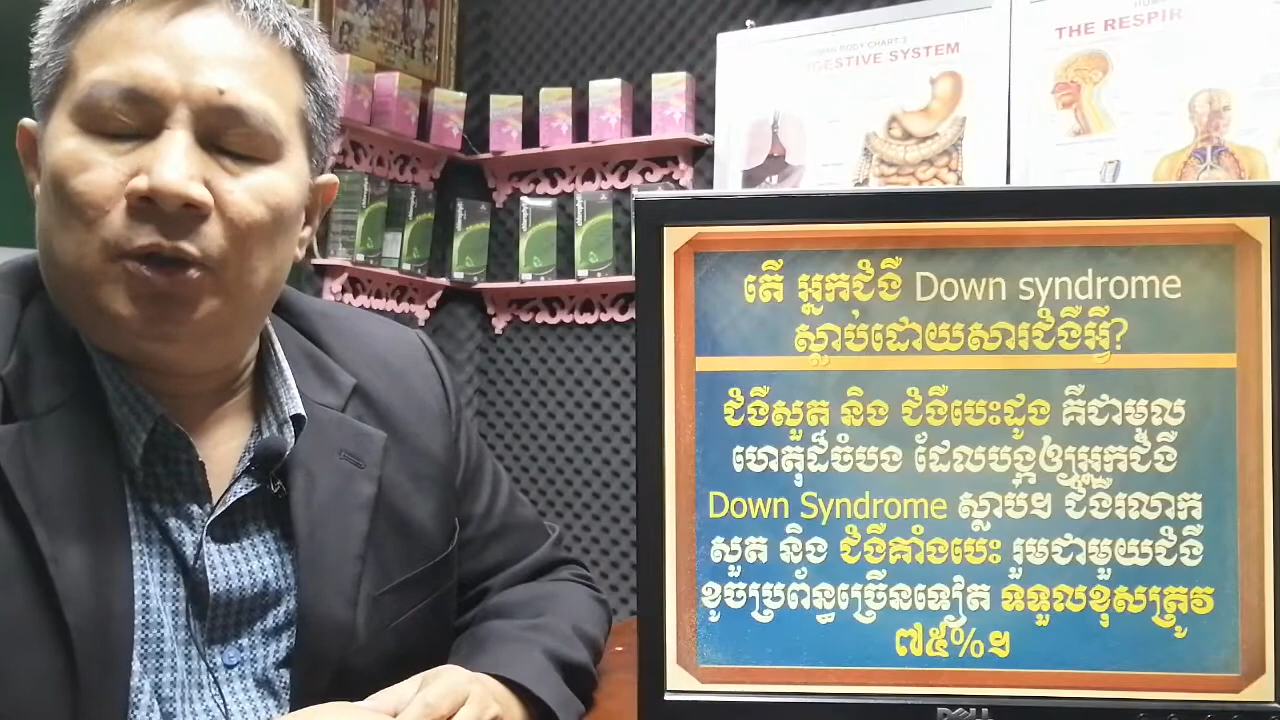 HUMAN BODY CHART 3
GESTIVE SYSTEM
THE RESPIR
តើ អ្នកជំងឺ Down syndrome
ស្លាប់ដោយសារជំងឺអ្វី?
ជំងឺសួត និង ជំងឺបេះដូង គឺជាមូល
ហេតុដ៏ចំបង ដែលបង្កឲ្យអ្នកជំងឺ
Down Syndrome ស្លាប់។ ជំងឺរលាក
សួត និង ជំងឺគាំងបេះ រួមជាមួយជំងឺ
ខូចប្រព័ន្ធច្រើនទៀត ទទួលខុសត្រូវ
៧៥%។
DELL